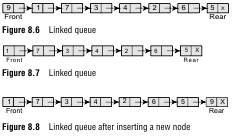 9 1 7 3 4 2 6 5 X
Front Rear
Figure 8.6 Linked queue
1 7 3 4 2 6 5 X
Front Rear
Figure 8.7 Linked queue
1 7 3 4 2 6 5 9 X
Front Rear
Figure 8.8 Linked queue after inserting a new node